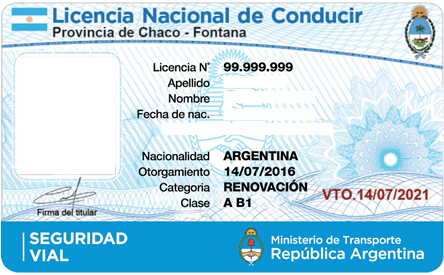 Licencia Nacional de Conducir
Provincia de Chaco - Fontana
Licencia N° 99.999.999
Apellido
Nombre
Fecha de nac.
Nacionalidad ARGENTINA
Otorgamiento 14/07/2016
Categoria RENOVACIÓN
Clase A B1
VTO.14/07/2021
Firma del titular
SEGURIDAD
VIAL
Ministerio de Transporte
República Argentina